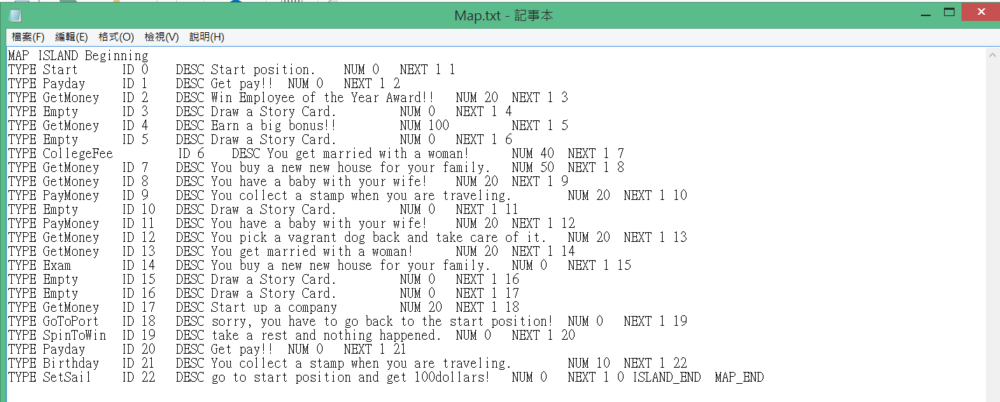 Map.txt - 記事本
檔案(F) 編輯(E) 格式(O) 檢視(V) 說明(H)
MAP ISLAND Beginning
TYPE Start ID 0 DESC Start position. NUM 0 NEXT 1 1
TYPE Payday ID 1 DESC Get pay!! NUM 0 NEXT 1 2
TYPE GetMoney ID 2 DESC Win Employee of the Year Award!! NUM 20 NEXT 1 3
TYPE Empty ID 3 DESC Draw a Story Card. NUM 0 NEXT 1 4
TYPE GetMoney ID 4 DESC Earn a big bonus!! NUM 100 NEXT 1 5
TYPE Empty ID 5 DESC Draw a Story Card. NUM 0 NEXT 1 6
TYPE CollegeFee ID 6 DESC You get married with a woman! NUM 40 NEXT 1 7
TYPE GetMoney ID 7 DESC You buy a new new house for your family. NUM 50 NEXT 1 8
TYPE GetMoney ID 8 DESC You have a baby with your wife! NUM 20 NEXT 1 9
TYPE PayMoney ID 9 DESC You collect a stamp when you are traveling. NUM 20 NEXT 1 10
TYPE Empty ID 10 DESC Draw a Story Card. NUM 0 NEXT 1 11
TYPE PayMoney ID 11 DESC You have a baby with your wife! NUM 20 NEXT 1 12
TYPE GetMoney ID 12 DESC You pick a vagrant dog back and take care of it. NUM 20 NEXT 1 13
TYPE GetMoney ID 13 DESC You get married with a woman! NUM 20 NEXT 1 14
TYPE Exam ID 14 DESC You buy a new new house for your family. NUM 0 NEXT 1 15
TYPE Empty ID 15 DESC Draw a Story Card. NUM 0 NEXT 1 16
TYPE Empty ID 16 DESC Draw a Story Card. NUM 0 NEXT 1 17
TYPE GetMoney ID 17 DESC Start up a company NUM 20 NEXT 1 18
TYPE GoToPort ID 18 DESC sorry, you have to go back to the start position! NUM 0 NEXT 1 19
TYPE SpinToWin ID 19 DESC take a rest and nothing happened. NUM 0 NEXT 1 20
TYPE Payday ID 20 DESC Get pay!! NUM 0 NEXT 1 21
TYPE Birthday ID 21 DESC You collect a stamp when you are traveling. NUM 10 NEXT 1 22
TYPE SetSail ID 22 DESC go to start position and get 100dollars! NUM 0 NEXT 1 0 ISLAND_END MAP_END